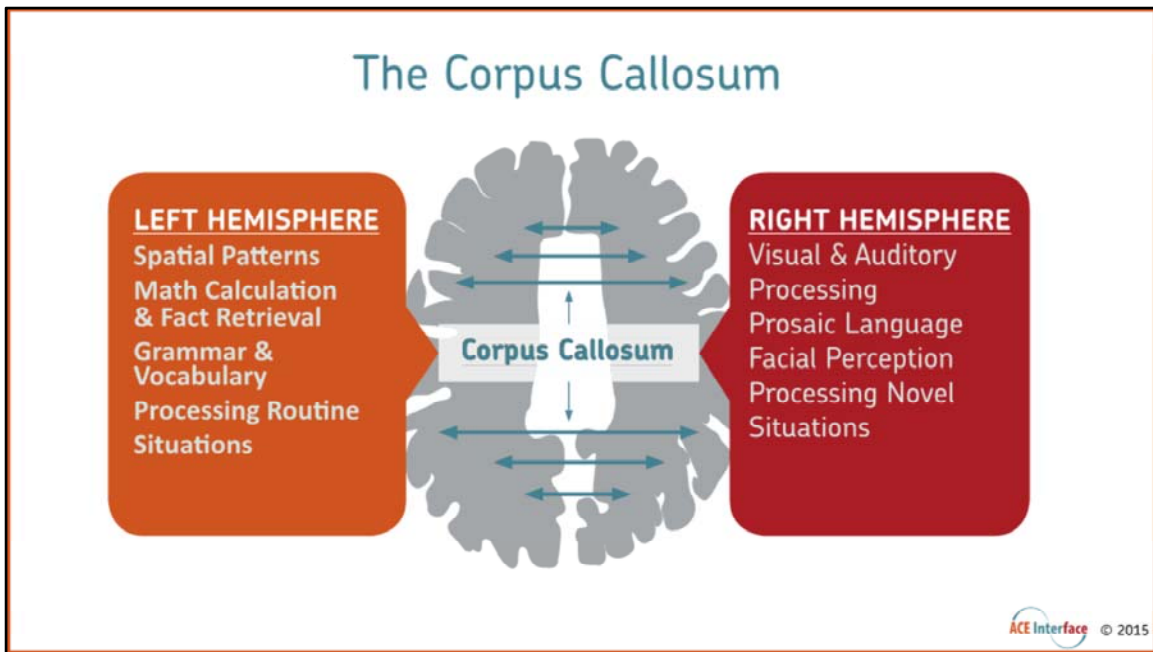 The Corpus Callosum
LEFT HEMISPHERE
Spatial Patterns
Math Calculation
& Fact Retrieval
Grammar &
Vocabulary
Processing Routine
Situations
Corpus Callosum
RIGHT HEMISPHERE
Visual & Auditory
Processing
Prosaic Language
Facial Perception
Processing Novel
Situations
ACE Interface © 2015